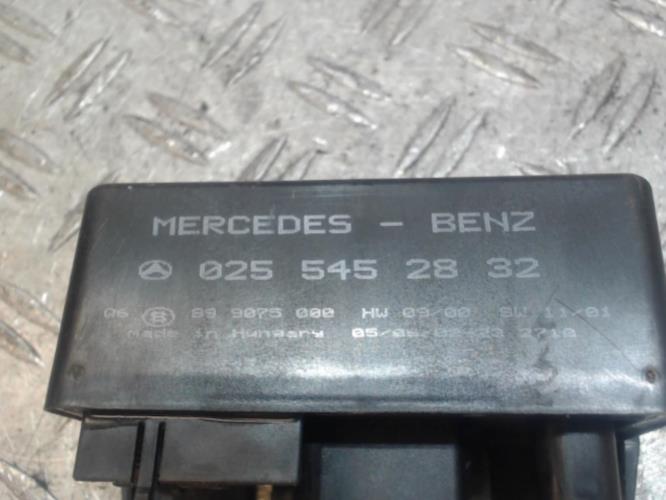 MERCEDES - BENZ
025 545 28 32
06 B 89 9075 000 HW 09/00 SW 11/01
Made in Hungary